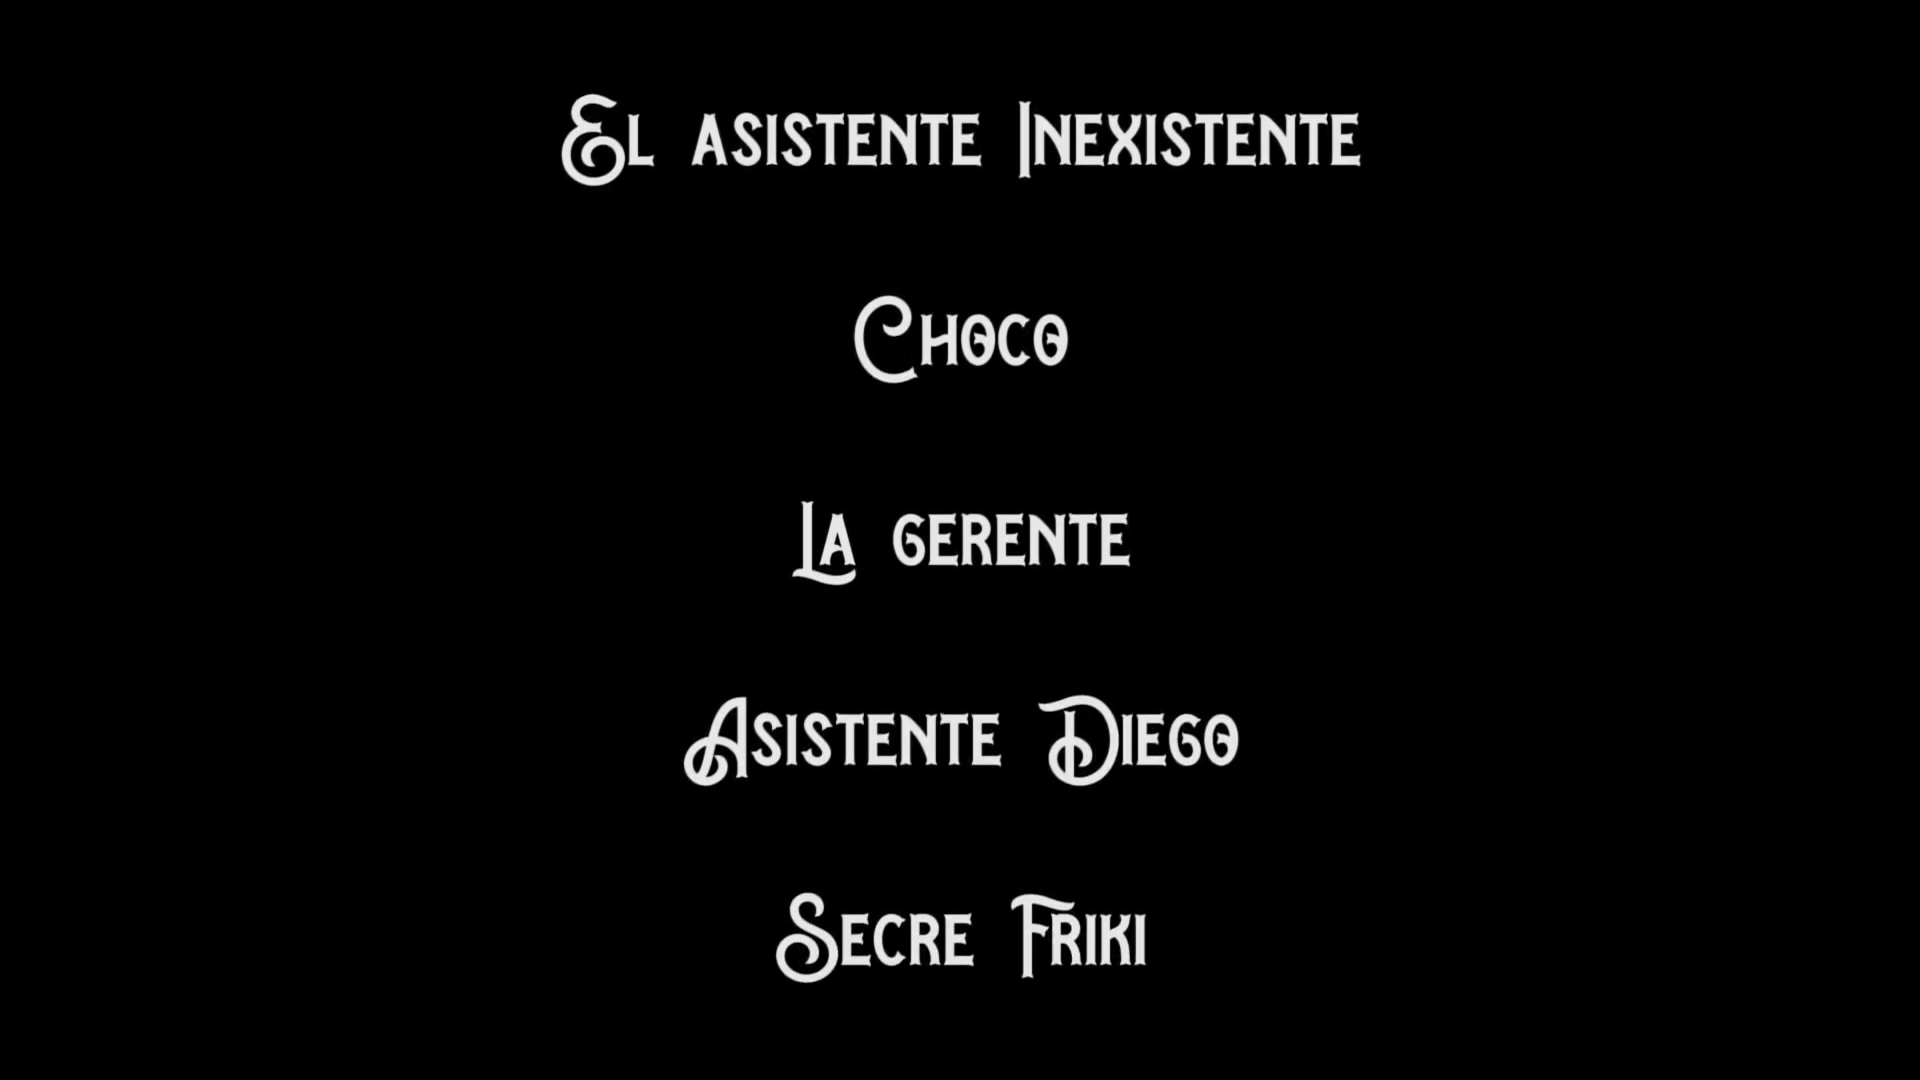 El asistente Inexistente
Choco
La gerente
Asistente Diego
Secre Friki